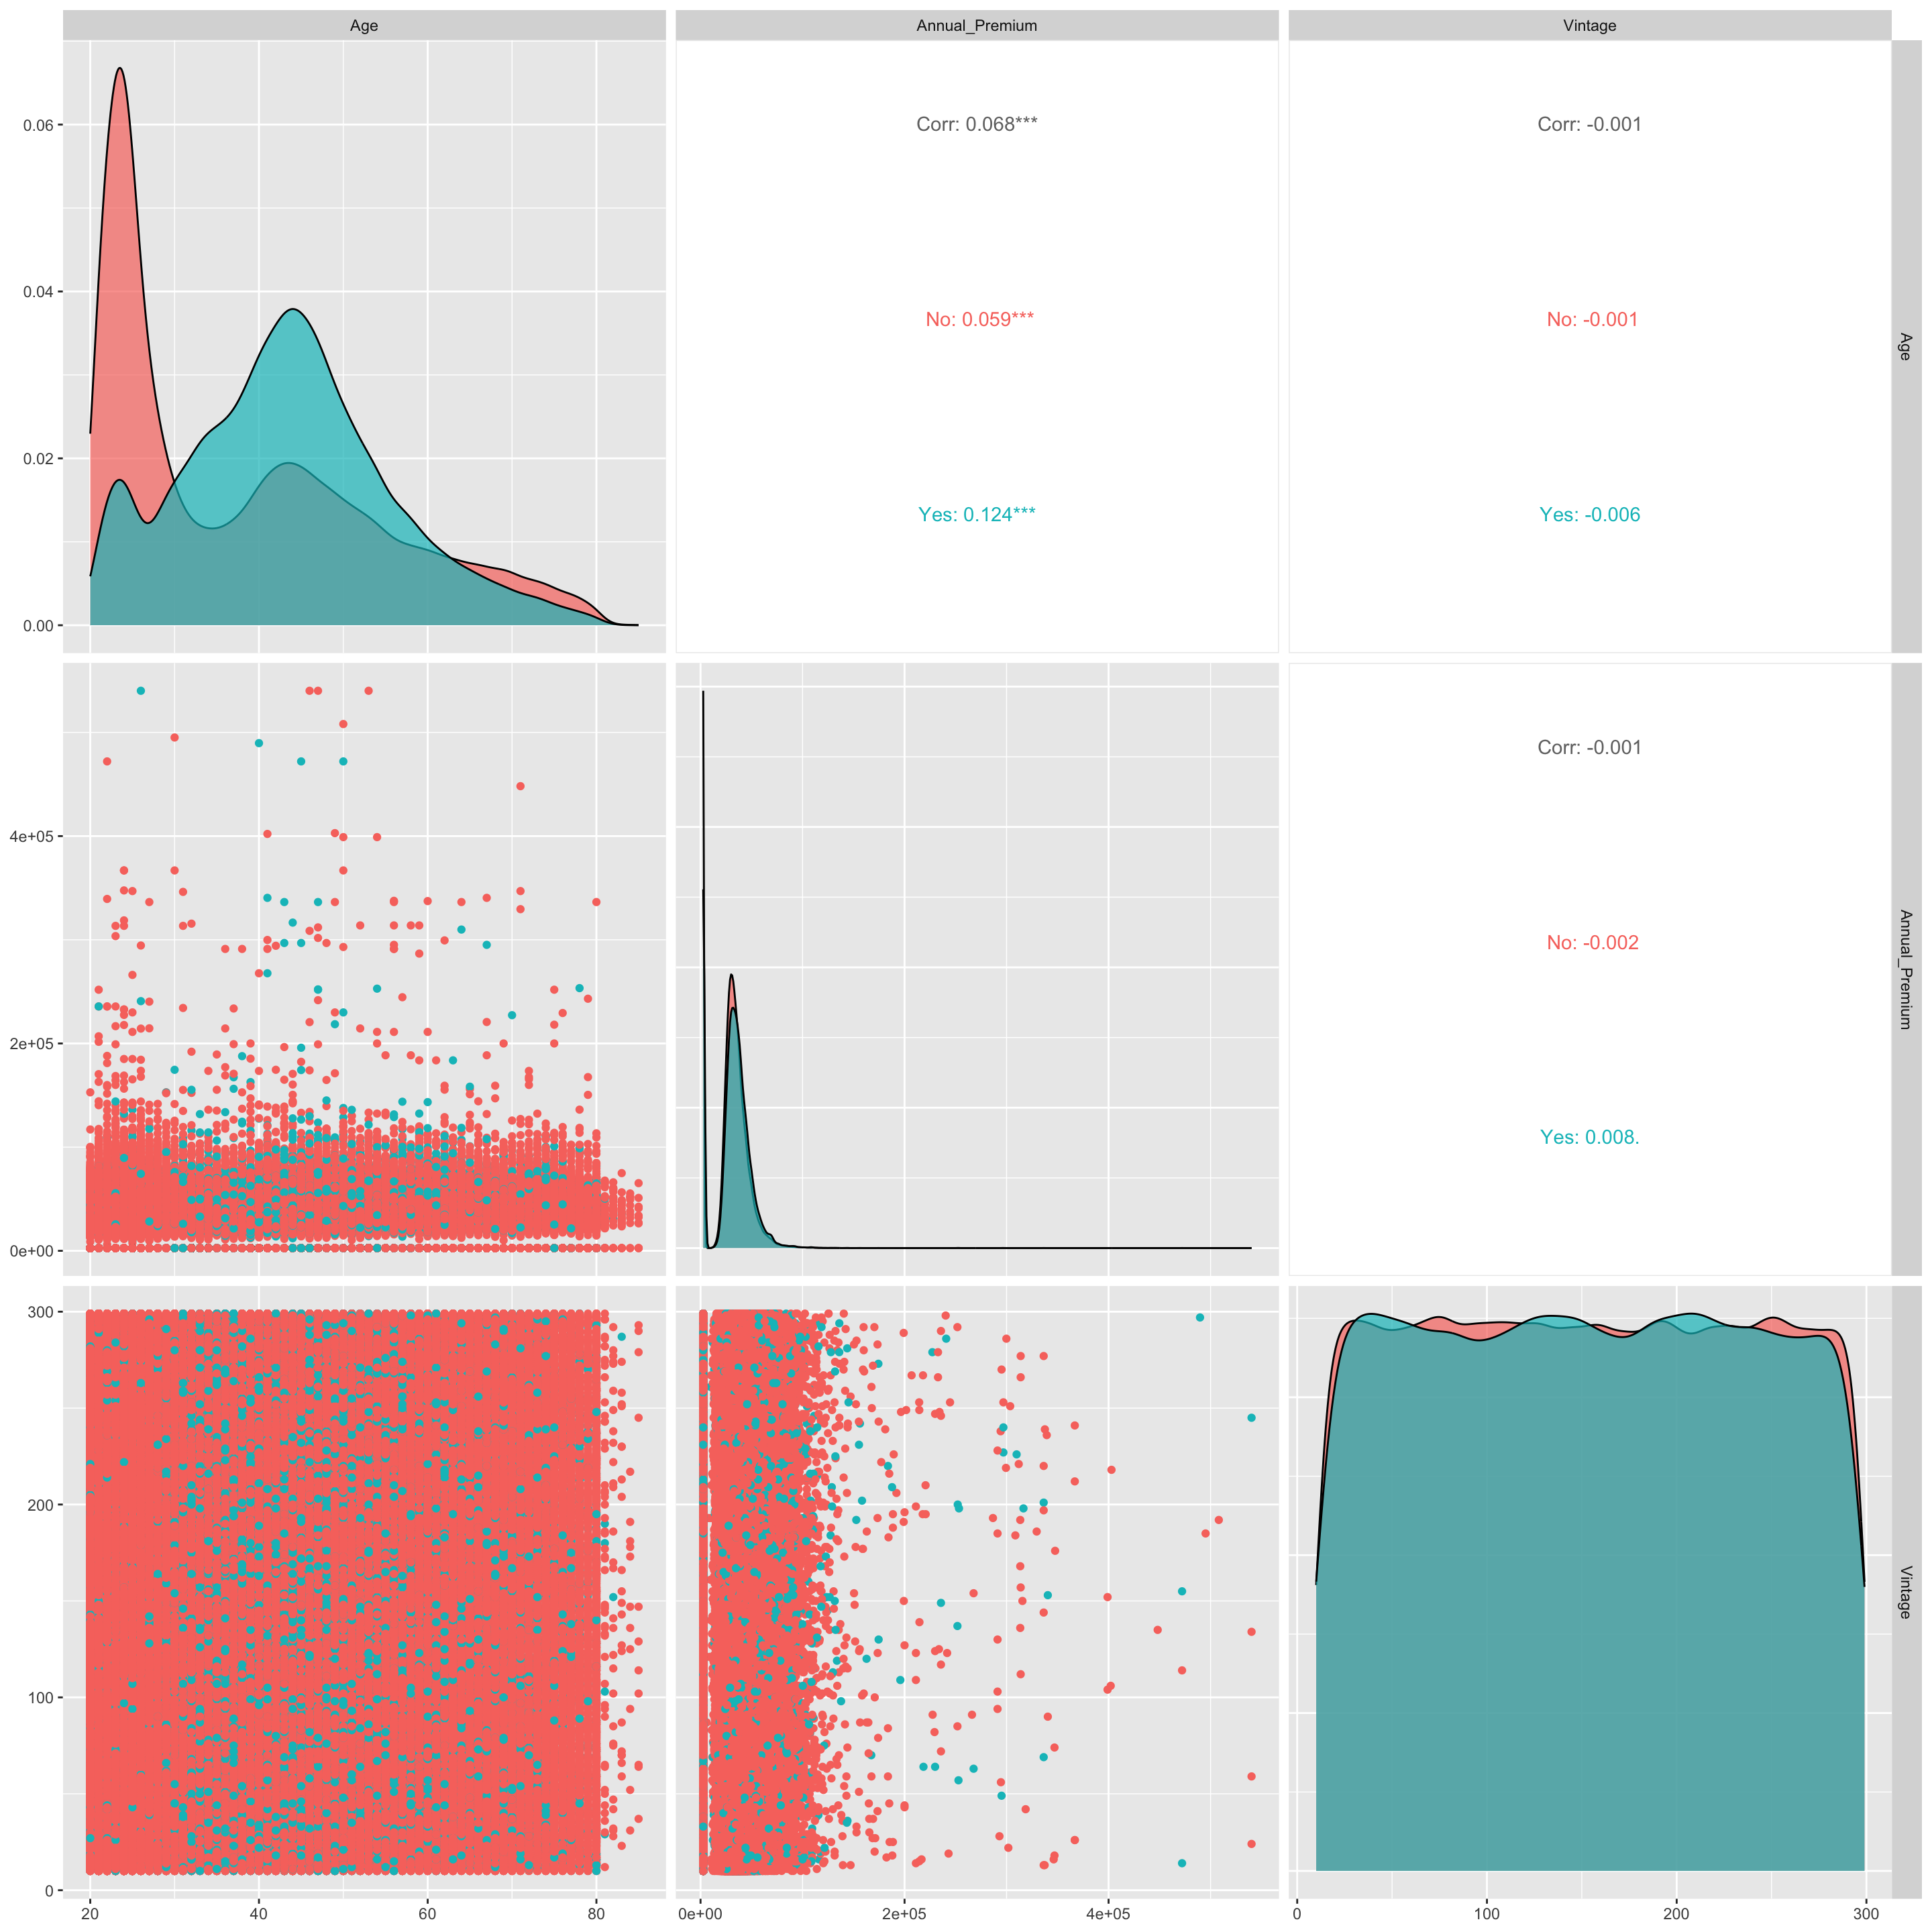 Age
Annual_Premium
Vintage
0.06
Corr: 0.068***
Corr: -0.001
0.04
No: 0.059***
No: -0.001
Age
0.02
Yes: 0.124***
Yes: -0.006
0.00
Corr: -0.001
4e+05
No: -0.002
Annual_Premium
2e+05
Yes: 0.008.
0e+00
300
200
Vintage
100
0
20
40
60
80
0e+00
2e+05
4e+05
0
100
200
300